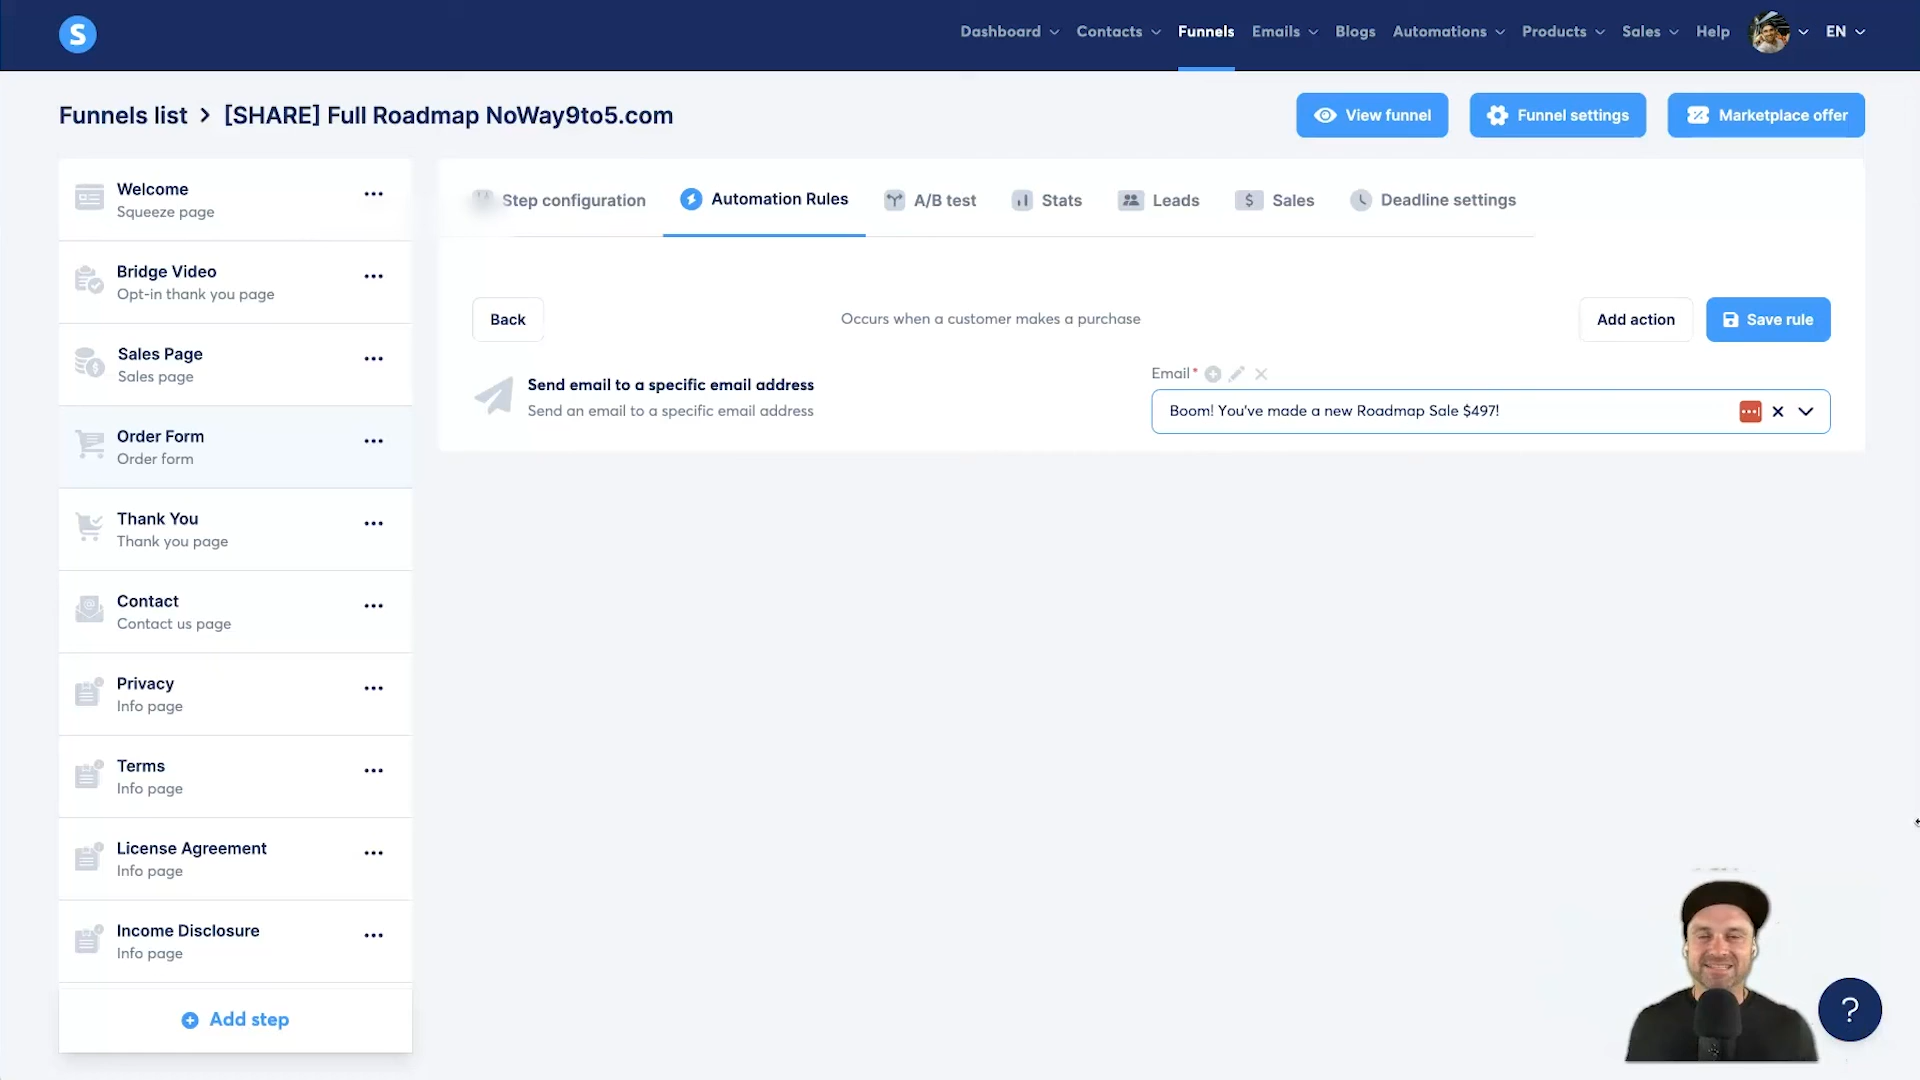 S
Dashboard
Contacts
Funnels
Emails
Blogs
Automations
Products
Sales
Help
EN
Funnels list > [SHARE] Full Roadmap NoWay9to5.com
View funnel
Funnel settings
Marketplace offer
Welcome
Squeeze page
Bridge Video
Opt-in thank you page
Sales Page
Sales page
Order Form
Order form
Thank You
Thank you page
Contact
Contact us page
Privacy
Info page
Terms
Info page
License Agreement
Info page
Income Disclosure
Info page
Add step
Step configuration
Automation Rules
A/B test
Stats
Leads
Sales
Deadline settings
Back
Occurs when a customer makes a purchase
Add action
Save rule
Send email to a specific email address
Send an email to a specific email address
Email*
Boom! You've made a new Roadmap Sale $497!
?